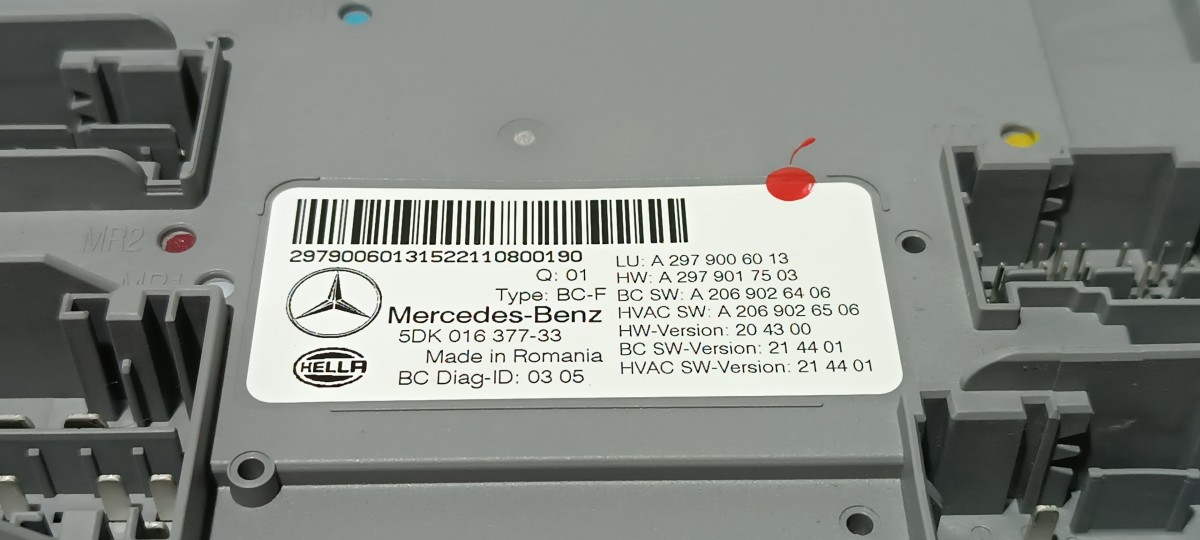 MR2
297900601315221108 00190
Q: 01
Type: BC-F
Mercedes-Benz
5DK 016 377-33
HELLA
Made in Romania
BC Diag-ID: 03 05
LU: A 297 900 60 13
HW: A 297 901 75 03
BC SW: A 206 902 64 06
HVAC SW: A 206 902 65 06
HW-Version: 20 43 00
BC SW-Version: 21 44 01
HVAC SW-Version: 21 44 01